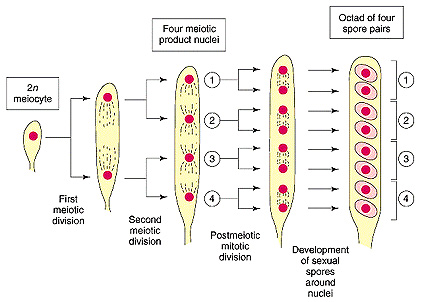 2n
meiocyte
First
meiotic
division
Second
meiotic
division
Four meiotic
product nuclei
1
2
3
4
Postmeiotic
mitotic
division
Development
of sexual
spores
around
nuclei
Octad of four
spore pairs
1
2
3
4